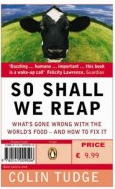 "Dazzling ... humane ... important ... this book
is a wake-up call' Felicity Lawrence, Guardian
SO SHALL
WE REAP
WHAT'S GONE WRONG WITH THE
WORLD'S FOOD – AND HOW TO FIX IT
PRICE
€ 9.99
COLIN TUDGE